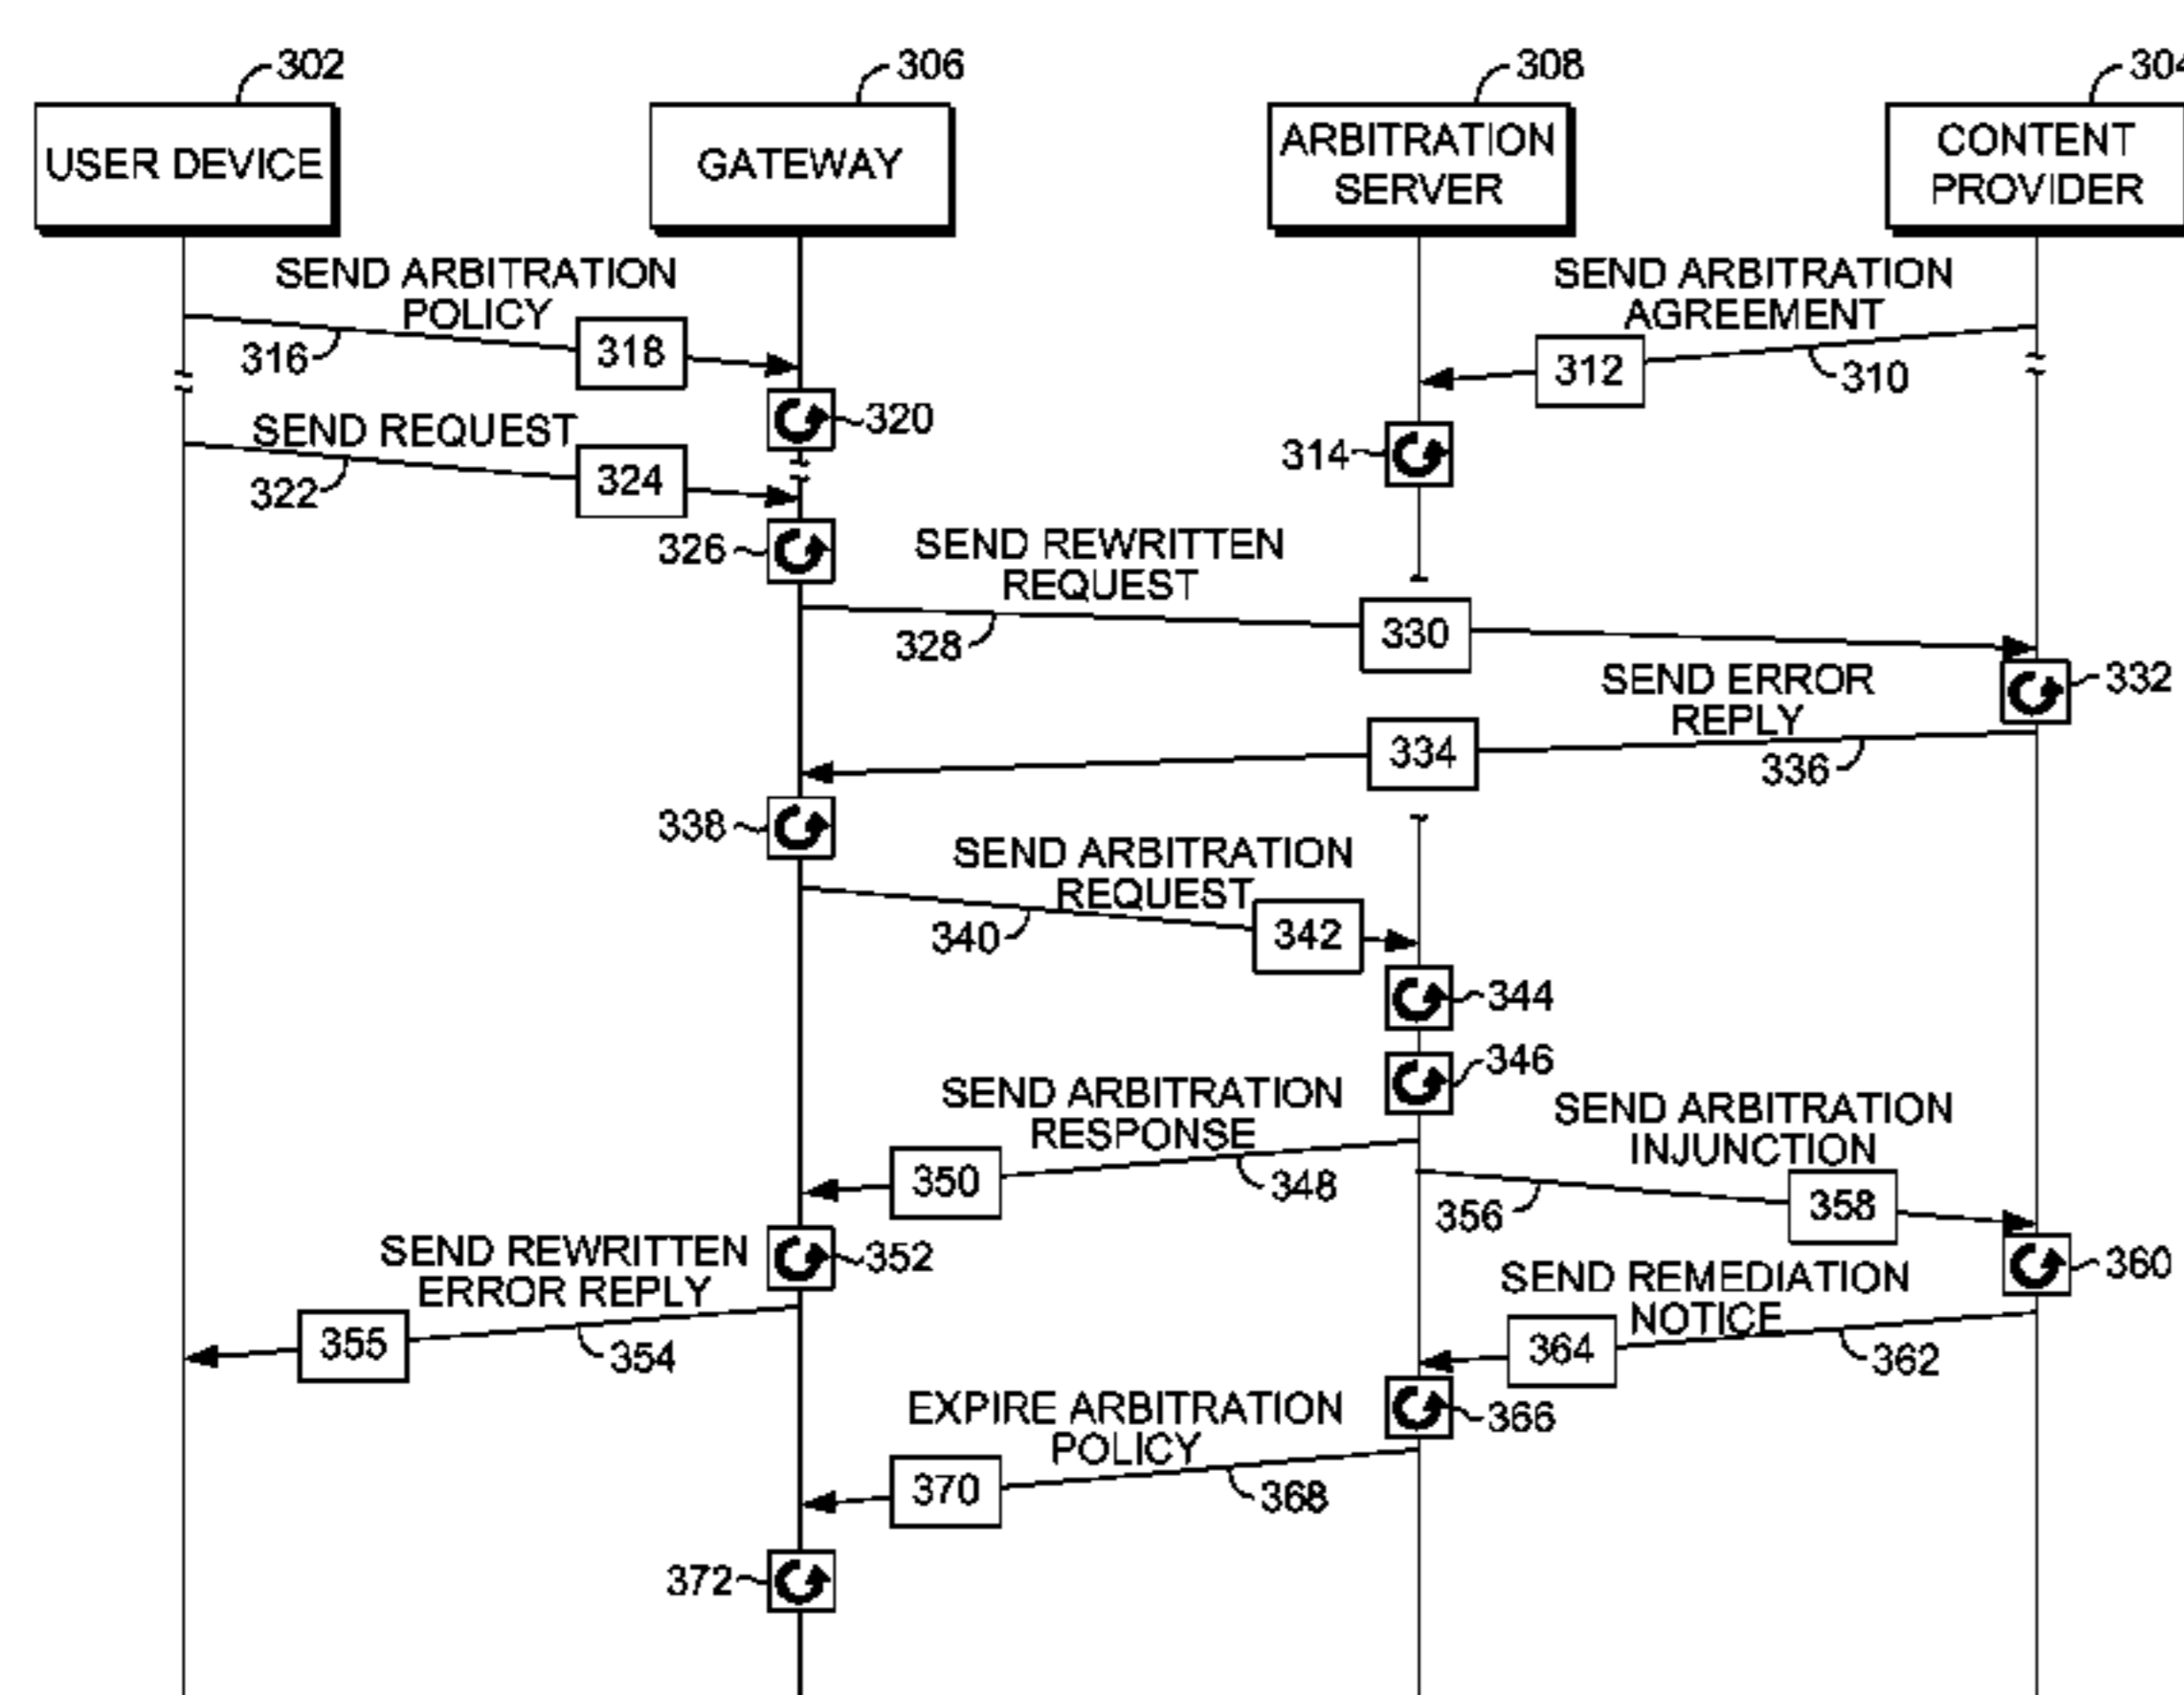 302
306
308
304
USER DEVICE
GATEWAY
ARBITRATION
SERVER
CONTENT
PROVIDER
SEND ARBITRATION
POLICY
316
318
SEND ARBITRATION
AGREEMENT
312
310
320
SEND REQUEST
322
324
314
326
SEND REWRITTEN
REQUEST
328
330
332
SEND ERROR
REPLY
334
336
338
SEND ARBITRATION
REQUEST
340
342
344
346
SEND ARBITRATION
RESPONSE
350
348
SEND ARBITRATION
INJUNCTION
356
358
352
360
SEND REWRITTEN
ERROR REPLY
355
354
SEND REMEDIATION
NOTICE
364
362
366
EXPIRE ARBITRATION
POLICY
370
368
372